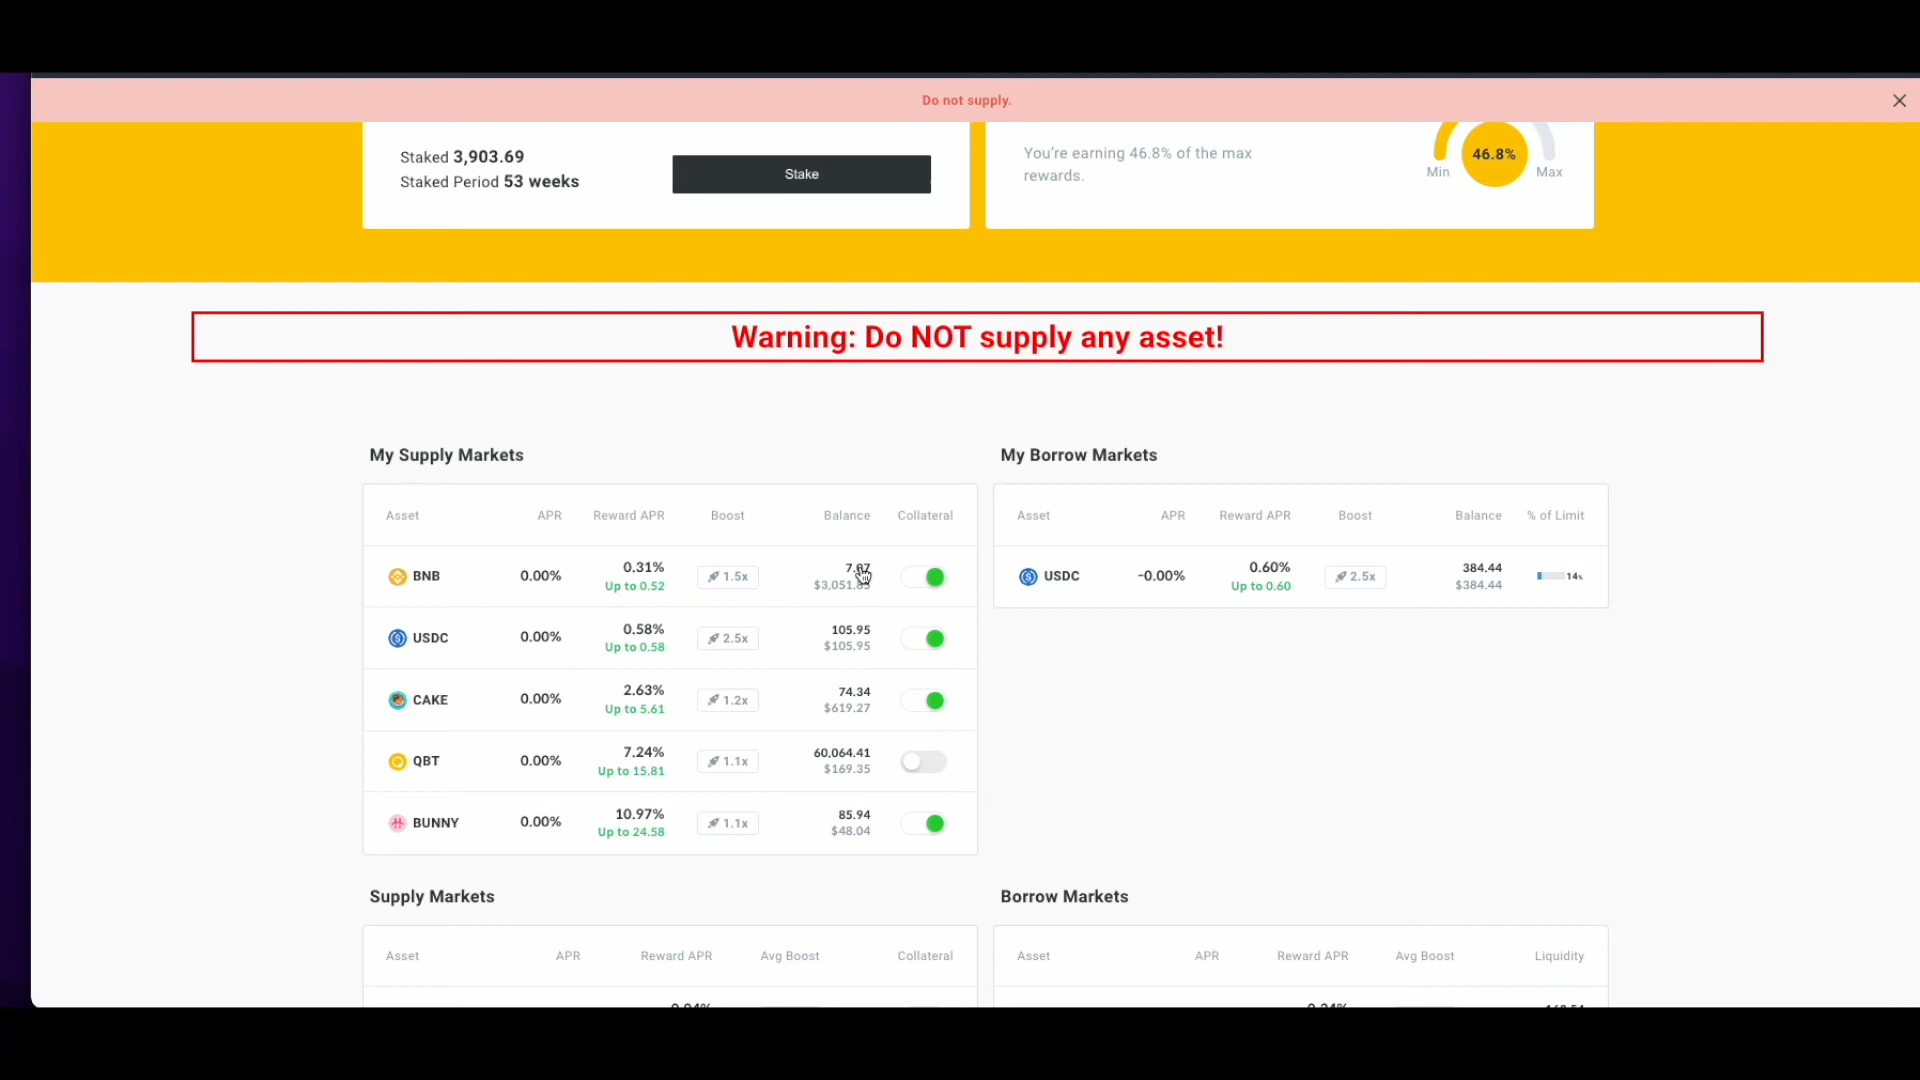 Do not supply.
Staked 3,903.69
Staked Period 53 weeks
Stake
You're earning 46.8% of the max
rewards.
46.8%
Min Max
Warning: Do NOT supply any asset!
My Supply Markets
Asset APR Reward APR Boost Balance Collateral
BNB 0.00% 0.31% Up to 0.52 1.5x
USDC 0.00% 0.58% Up to 0.58 2.5x 105.95 $105.95
CAKE 0.00% 2.63% Up to 5.61 1.2x 74.34 $619.27
QBT 0.00% 7.24% Up to 15.81 1.1x 60,064.41 $169.35
BUNNY 0.00% 10.97% Up to 24.58 1.1x 85.94 $48.04
My Borrow Markets
Asset APR Reward APR Boost Balance % of Limit
USDC -0.00% 0.60% Up to 0.60 2.5x 384.44 $384.44 14%
Supply Markets
Asset APR Reward APR Avg Boost Collateral
Borrow Markets
Asset APR Reward APR Avg Boost Liquidity